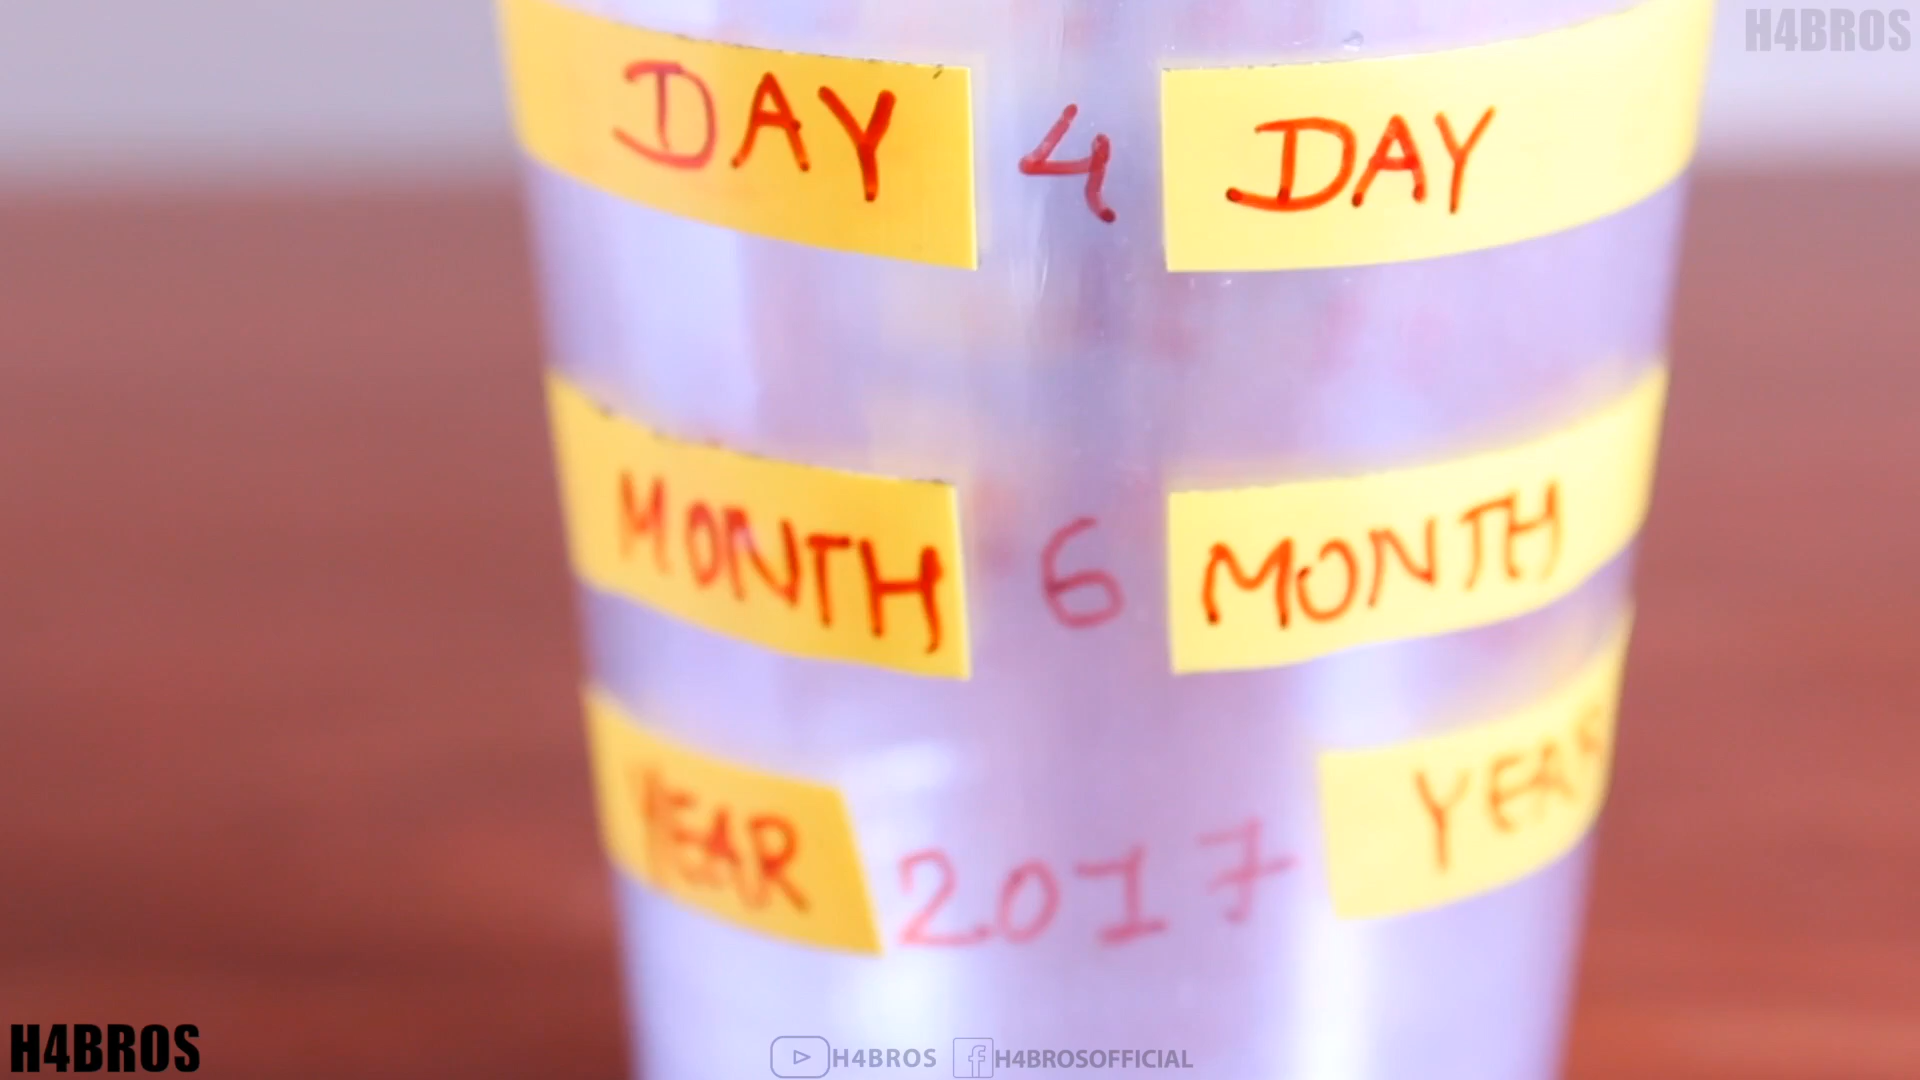 H4BROS
DAY 4 DAY
MONTH 6 MONTH
YEAR 2017 YEAR
H4BROS
H4BROS H4BROSOFFICIAL